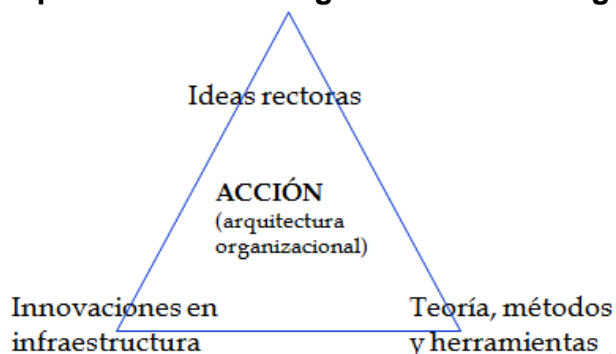 Ideas rectoras
ACCIÓN
(arquitectura
organizacional)
Innovaciones en
infraestructura
Teoría, métodos
y herramientas